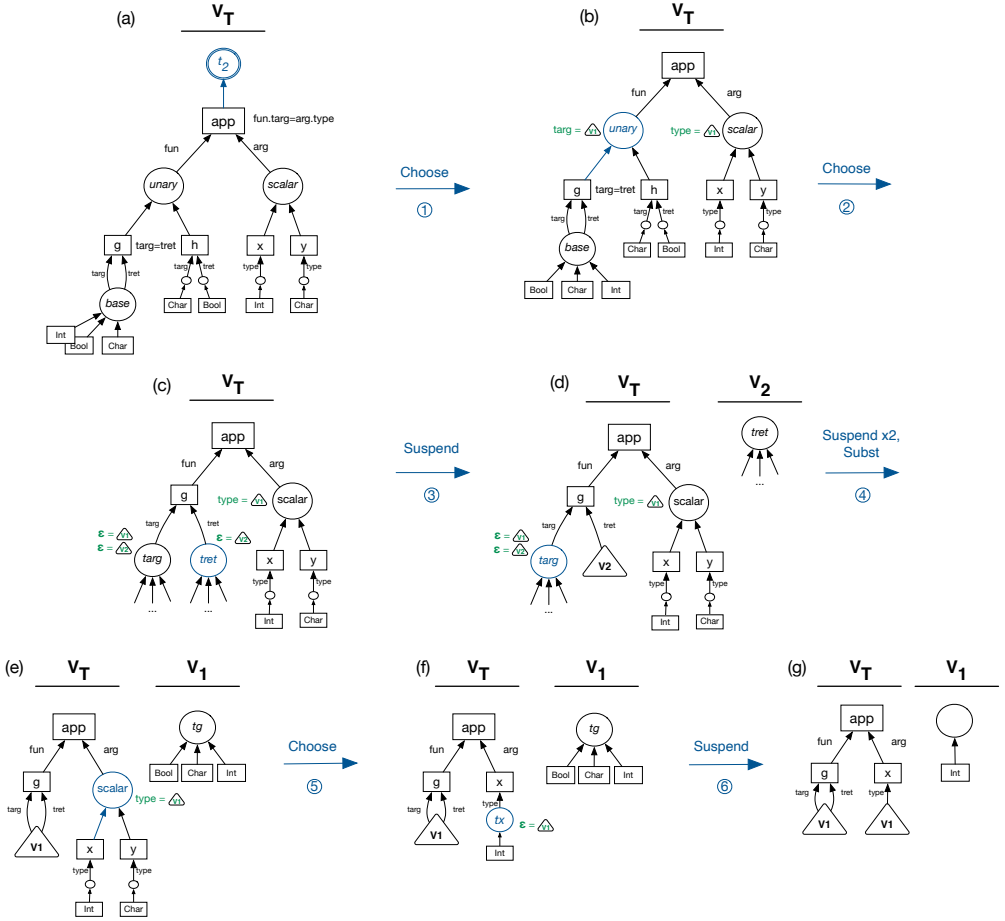 (a)
V_T
t_2
app
fun.targ=arg.type
fun
arg
unary
scalar
g
targ=tret
h
x
y
targ
tret
targ
tret
type
type
base
Char
Bool
Int
Char
Int
Bool
Char
Choose
①
(b)
V_T
app
fun
arg
targ = V1
unary
type = V1
scalar
g
targ=tret
h
x
y
targ
tret
targ
tret
type
type
base
Char
Bool
Int
Char
Bool
Char
Int
Choose
②
(c)
V_T
app
fun
arg
g
type = V1
scalar
targ
tret
ε = V1
ε = V2
ε = V2
targ
tret
x
y
type
type
...
...
Int
Char
Suspend
③
(d)
V_T
V_2
app
tret
...
fun
arg
g
type = V1
scalar
targ
tret
ε = V1
ε = V2
targ
V2
x
y
type
type
...
Int
Char
Suspend x2,
Subst
④
(e)
V_T
V_1
app
tg
fun
arg
Bool
Char
Int
g
scalar
type = V1
targ
tret
V1
x
y
type
type
Int
Char
Choose
⑤
(f)
V_T
V_1
app
tg
fun
arg
Bool
Char
Int
g
x
targ
tret
type
V1
tx
ε = V1
Int
Suspend
⑥
(g)
V_T
V_1
app
fun
arg
g
x
Int
targ
tret
type
V1
V1